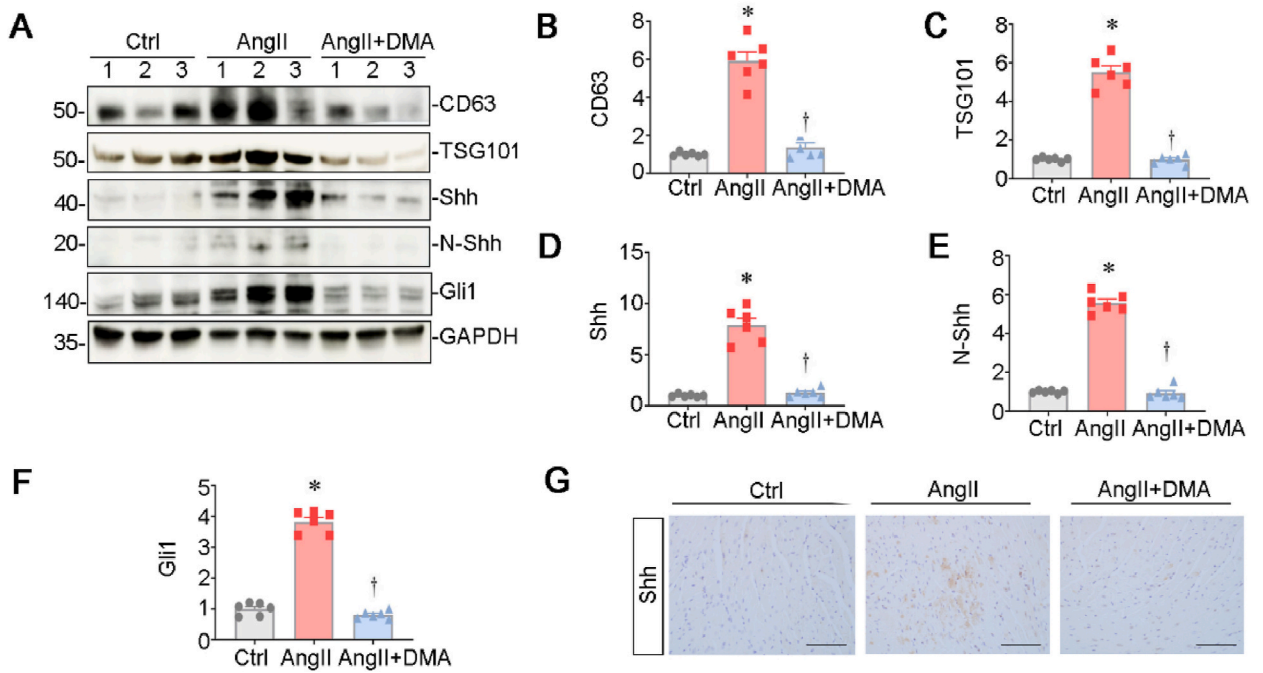 A
Ctrl AngII AngII+DMA
1 2 3 1 2 3 1 2 3
50- -CD63
50- -TSG101
40- -Shh
20- -N-Shh
140- -Gli1
35- -GAPDH
B
CD63
8
6
4
2
0
*
†
Ctrl AngII AngII+DMA
C
TSG101
8
6
4
2
0
*
†
Ctrl AngII AngII+DMA
D
Shh
15
10
5
0
*
†
Ctrl AngII AngII+DMA
E
N-Shh
8
6
4
2
0
*
†
Ctrl AngII AngII+DMA
F
Gli1
5
4
3
2
1
0
*
†
Ctrl AngII AngII+DMA
G
Ctrl AngII AngII+DMA
Shh